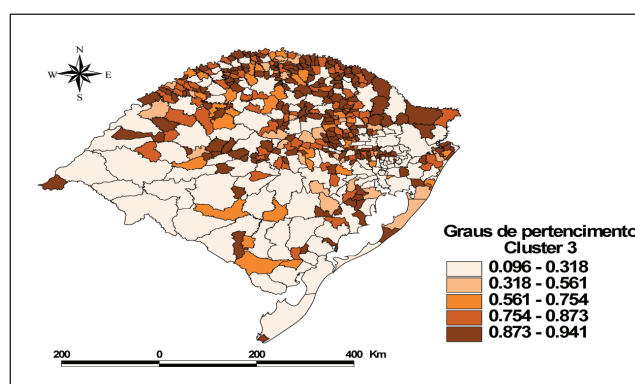 N
W E
S
Graus de pertencimento
Cluster 3
0.096 - 0.318
0.318 - 0.561
0.561 - 0.754
0.754 - 0.873
0.873 - 0.941
200 0 200 400 Km